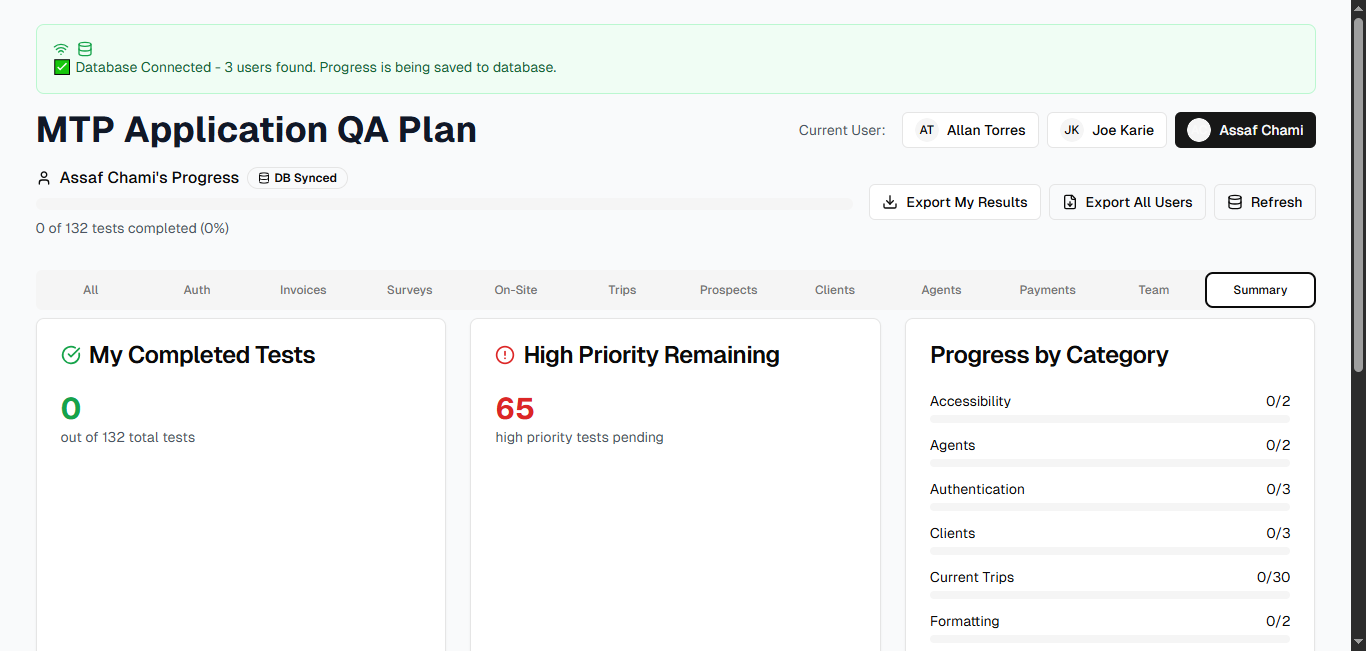 Database Connected - 3 users found. Progress is being saved to database.
MTP Application QA Plan
Current User:
AT Allan Torres
JK Joe Karie
Assaf Chami
Assaf Chami's Progress
DB Synced
0 of 132 tests completed (0%)
Export My Results
Export All Users
Refresh
All
Auth
Invoices
Surveys
On-Site
Trips
Prospects
Clients
Agents
Payments
Team
Summary
My Completed Tests
0
out of 132 total tests
High Priority Remaining
65
high priority tests pending
Progress by Category
Accessibility 0/2
Agents 0/2
Authentication 0/3
Clients 0/3
Current Trips 0/30
Formatting 0/2